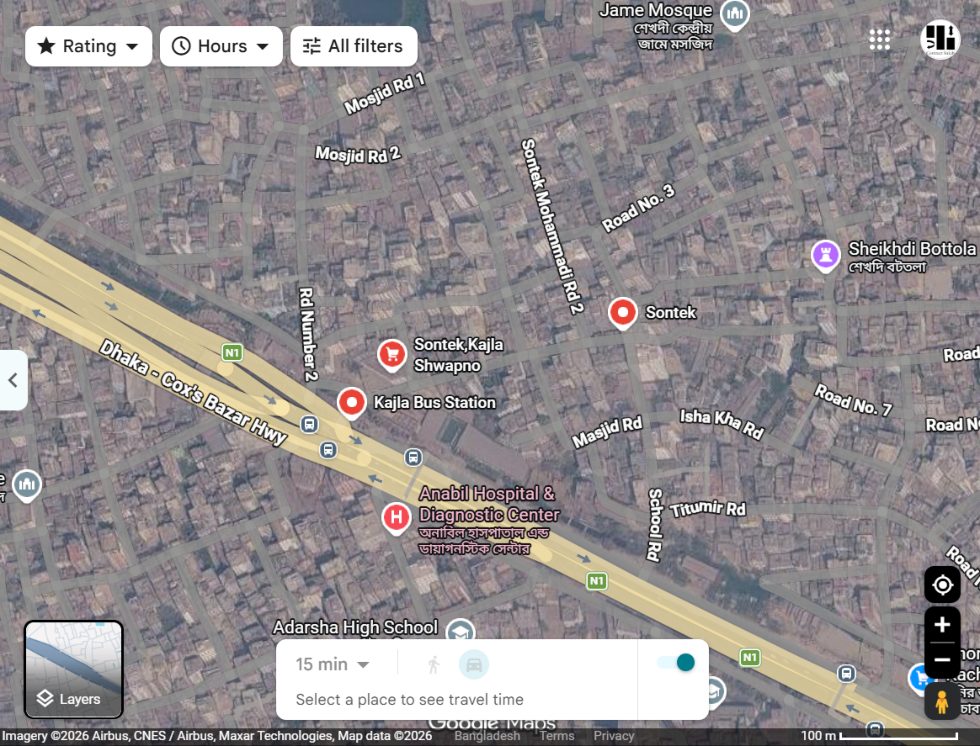 Jame Mosque
শেখদী কেন্দ্রীয়
জামে মসজিদ
Rating
Hours
All filters
Mosjid Rd 1
Mosjid Rd 2
Sontek Mohammadi Rd 2
Road No. 3
Sheikhdi Bottola
শেখদি বটতলা
Rd Number 2
Sontek
N1
Sontek,Kajla
Shwapno
Dhaka - Cox's Bazar Hwy
Road
Kajla Bus Station
Road No. 7
Masjid Rd
Isha Kha Rd
Road No
Anabil Hospital &
Diagnostic Center
অনাবিল হাসপাতাল এন্ড
ডায়াগনস্টিক সেন্টার
H
School Rd
Titumir Rd
Road
N1
Adarsha High School
15 min
Select a place to see travel time
N1
Layers
Google Maps
Imagery ©2026 Airbus, CNES / Airbus, Maxar Technologies, Map data ©2026
Bangladesh
Terms
Privacy
100 m